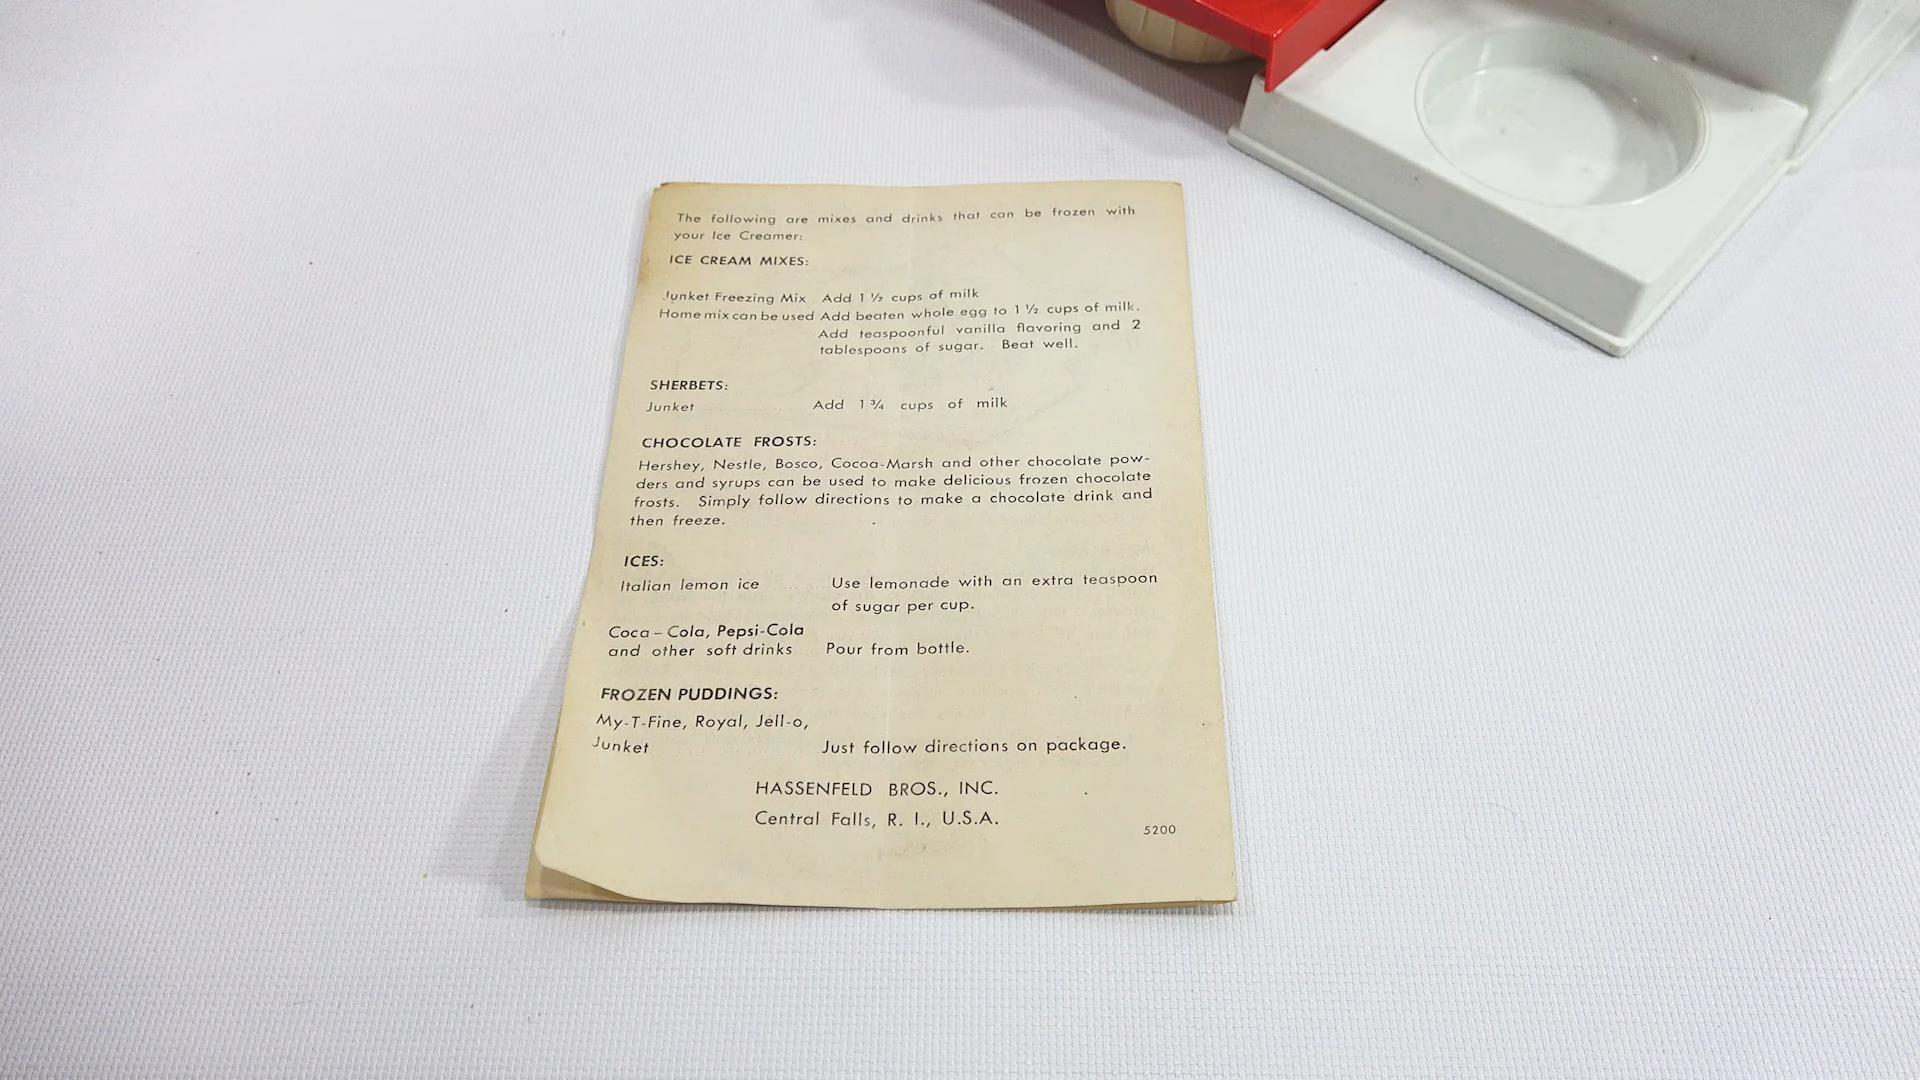 The following are mixes and drinks that can be frozen with
your Ice Creamer:
ICE CREAM MIXES:
Junket Freezing Mix Add 1 ½ cups of milk
Home mix can be used Add beaten whole egg to 1 ½ cups of milk.
Add teaspoonful vanilla flavoring and 2
tablespoons of sugar. Beat well.
SHERBETS:
Junket Add 1 ¾ cups of milk
CHOCOLATE FROSTS:
Hershey, Nestle, Bosco, Cocoa-Marsh and other chocolate pow-
ders and syrups can be used to make delicious frozen chocolate
frosts. Simply follow directions to make a chocolate drink and
then freeze.
ICES:
Italian lemon ice Use lemonade with an extra teaspoon
of sugar per cup.
Coca-Cola, Pepsi-Cola
and other soft drinks Pour from bottle.
FROZEN PUDDINGS:
My-T-Fine, Royal, Jell-o,
Junket Just follow directions on package.
HASSENFELD BROS., INC.
Central Falls, R. I., U.S.A.
5200